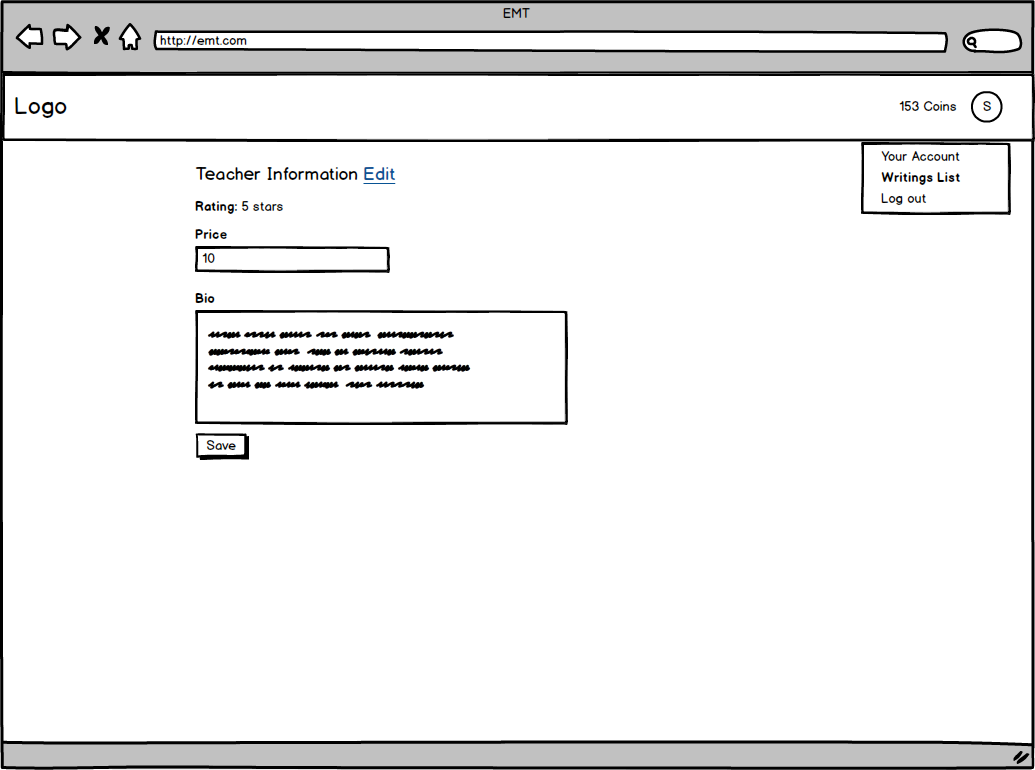 EMT
http://emt.com
Logo
153 Coins
S
Your Account
Writings List
Log out
Teacher Information Edit
Rating: 5 stars
Price
10
Bio
Save